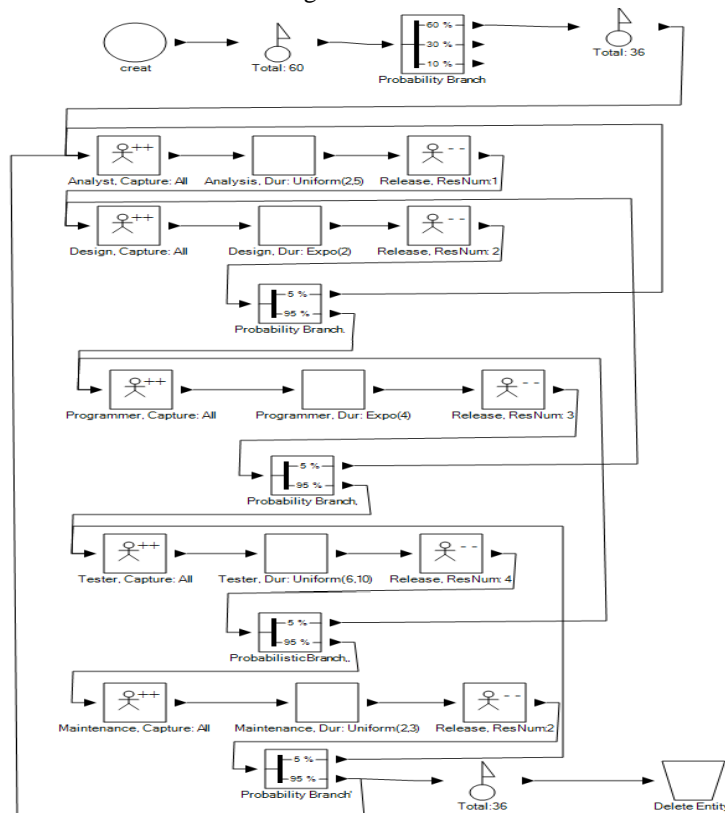 creat
Total: 60
60 %
30 %
10 %
Probability Branch
Total: 36
++
Analyst, Capture: All
Analysis, Dur: Uniform(2,5)
- -
Release, ResNum:1
++
Design, Capture: All
Design, Dur: Expo(2)
- -
Release, ResNum: 2
5 %
95 %
Probability Branch.
++
Programmer, Capture: All
Programmer, Dur: Expo(4)
- -
Release, ResNum: 3
5 %
95 %
Probability Branch,
++
Tester, Capture: All
Tester, Dur: Uniform(6,10)
- -
Release, ResNum: 4
5 %
95 %
ProbabilisticBranch,,
++
Maintenance, Capture: All
Maintenance, Dur: Uniform(2,3)
- -
Release, ResNum:2
5 %
95 %
Probability Branch'
Total:36
Delete Entity